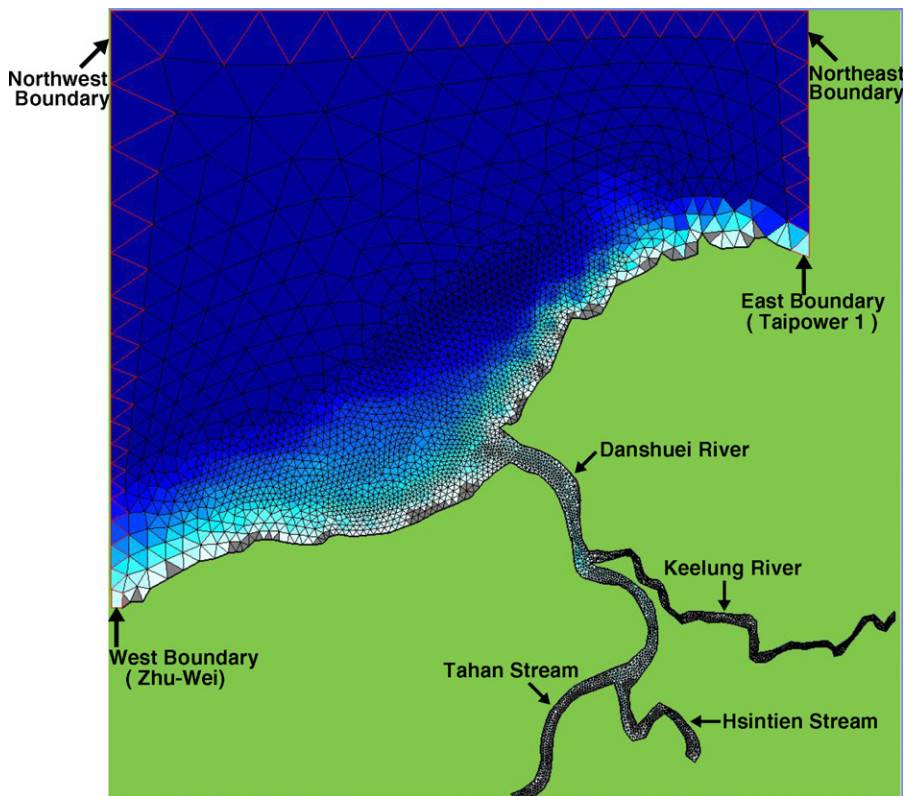 Northwest
Boundary
Northeast
Boundary
East Boundary
( Taipower 1 )
Danshuei River
Keelung River
West Boundary
( Zhu-Wei)
Tahan Stream
Hsintien Stream